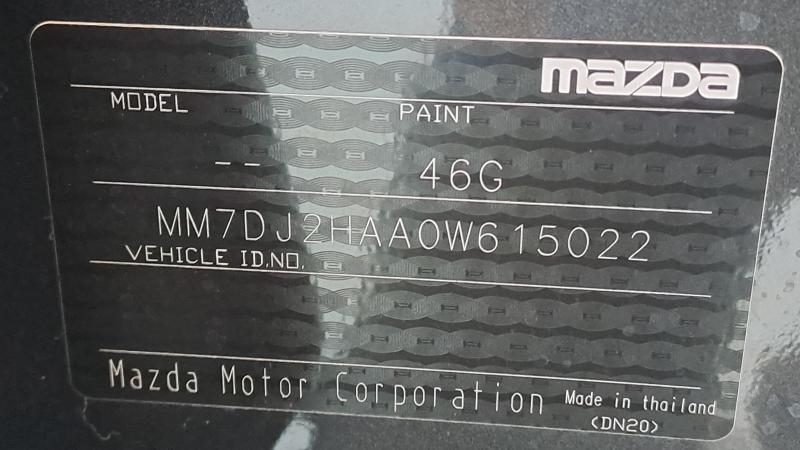 mazda
MODEL PAINT
-- 46G
MM7DJ2HAA0W615022
VEHICLE ID.NO.
Mazda Motor Corporation Made in thailand
(DN20)